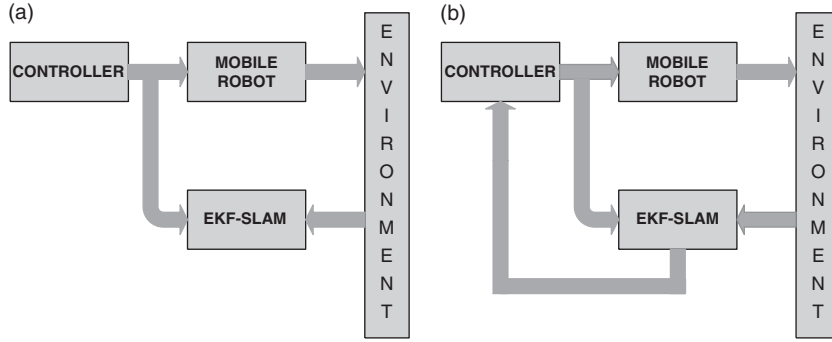 (a)
CONTROLLER
MOBILE
ROBOT
EKF-SLAM
E
N
V
I
R
O
N
M
E
N
T
(b)
CONTROLLER
MOBILE
ROBOT
EKF-SLAM
E
N
V
I
R
O
N
M
E
N
T